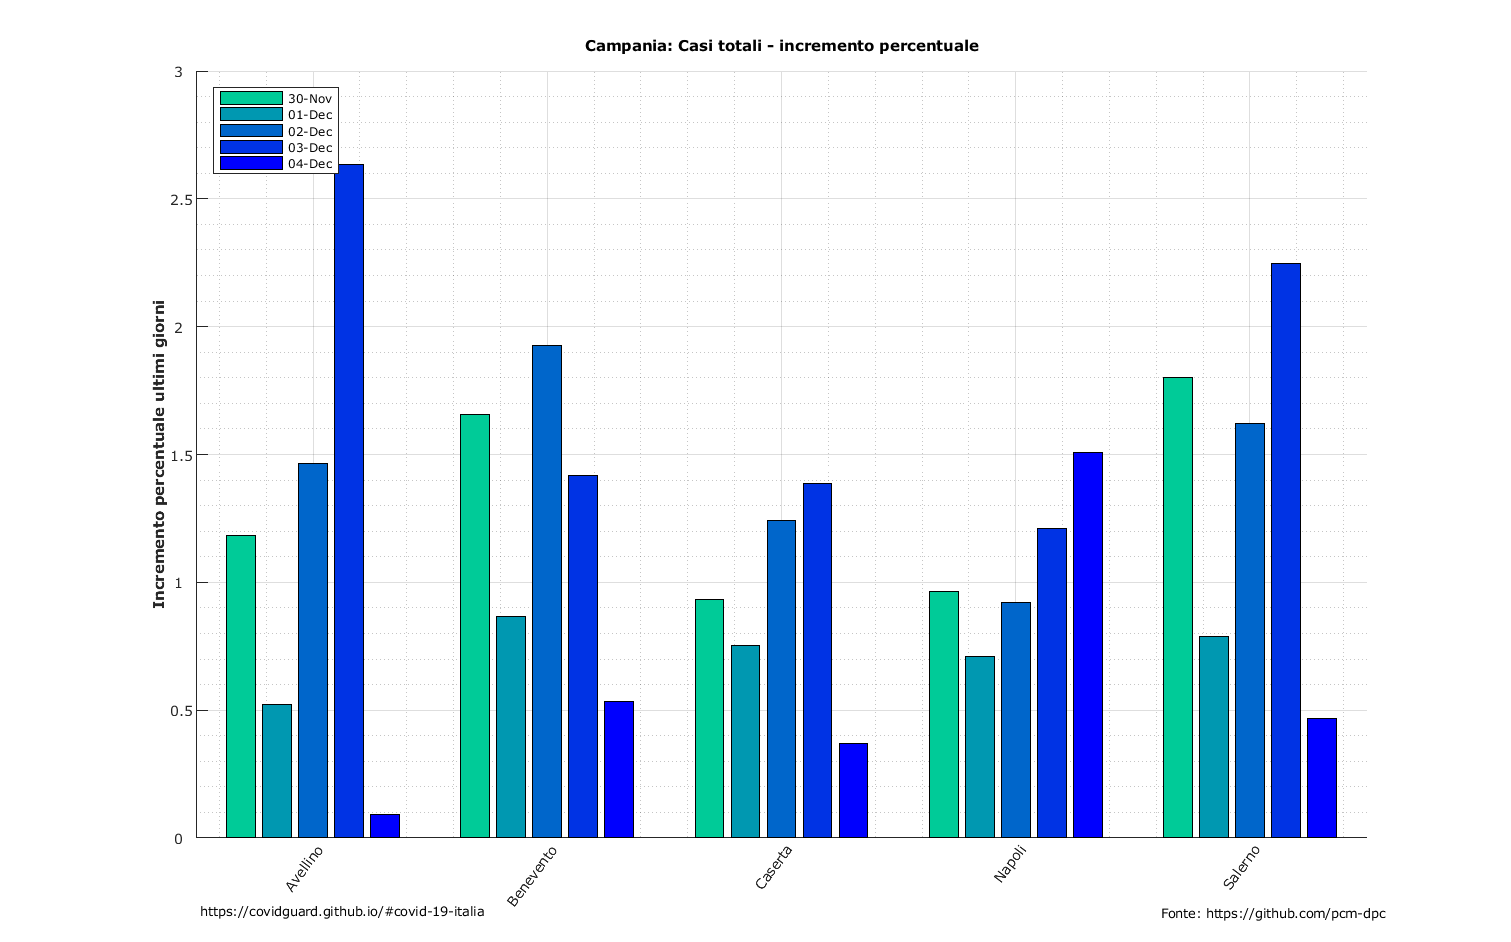 Campania: Casi totali - incremento percentuale
30-Nov
01-Dec
02-Dec
03-Dec
04-Dec
Incremento percentuale ultimi giorni
3
2.5
2
1.5
1
0.5
0
Avellino
Benevento
Caserta
Napoli
Salerno
https://covidguard.github.io/#covid-19-italia
Fonte: https://github.com/pcm-dpc